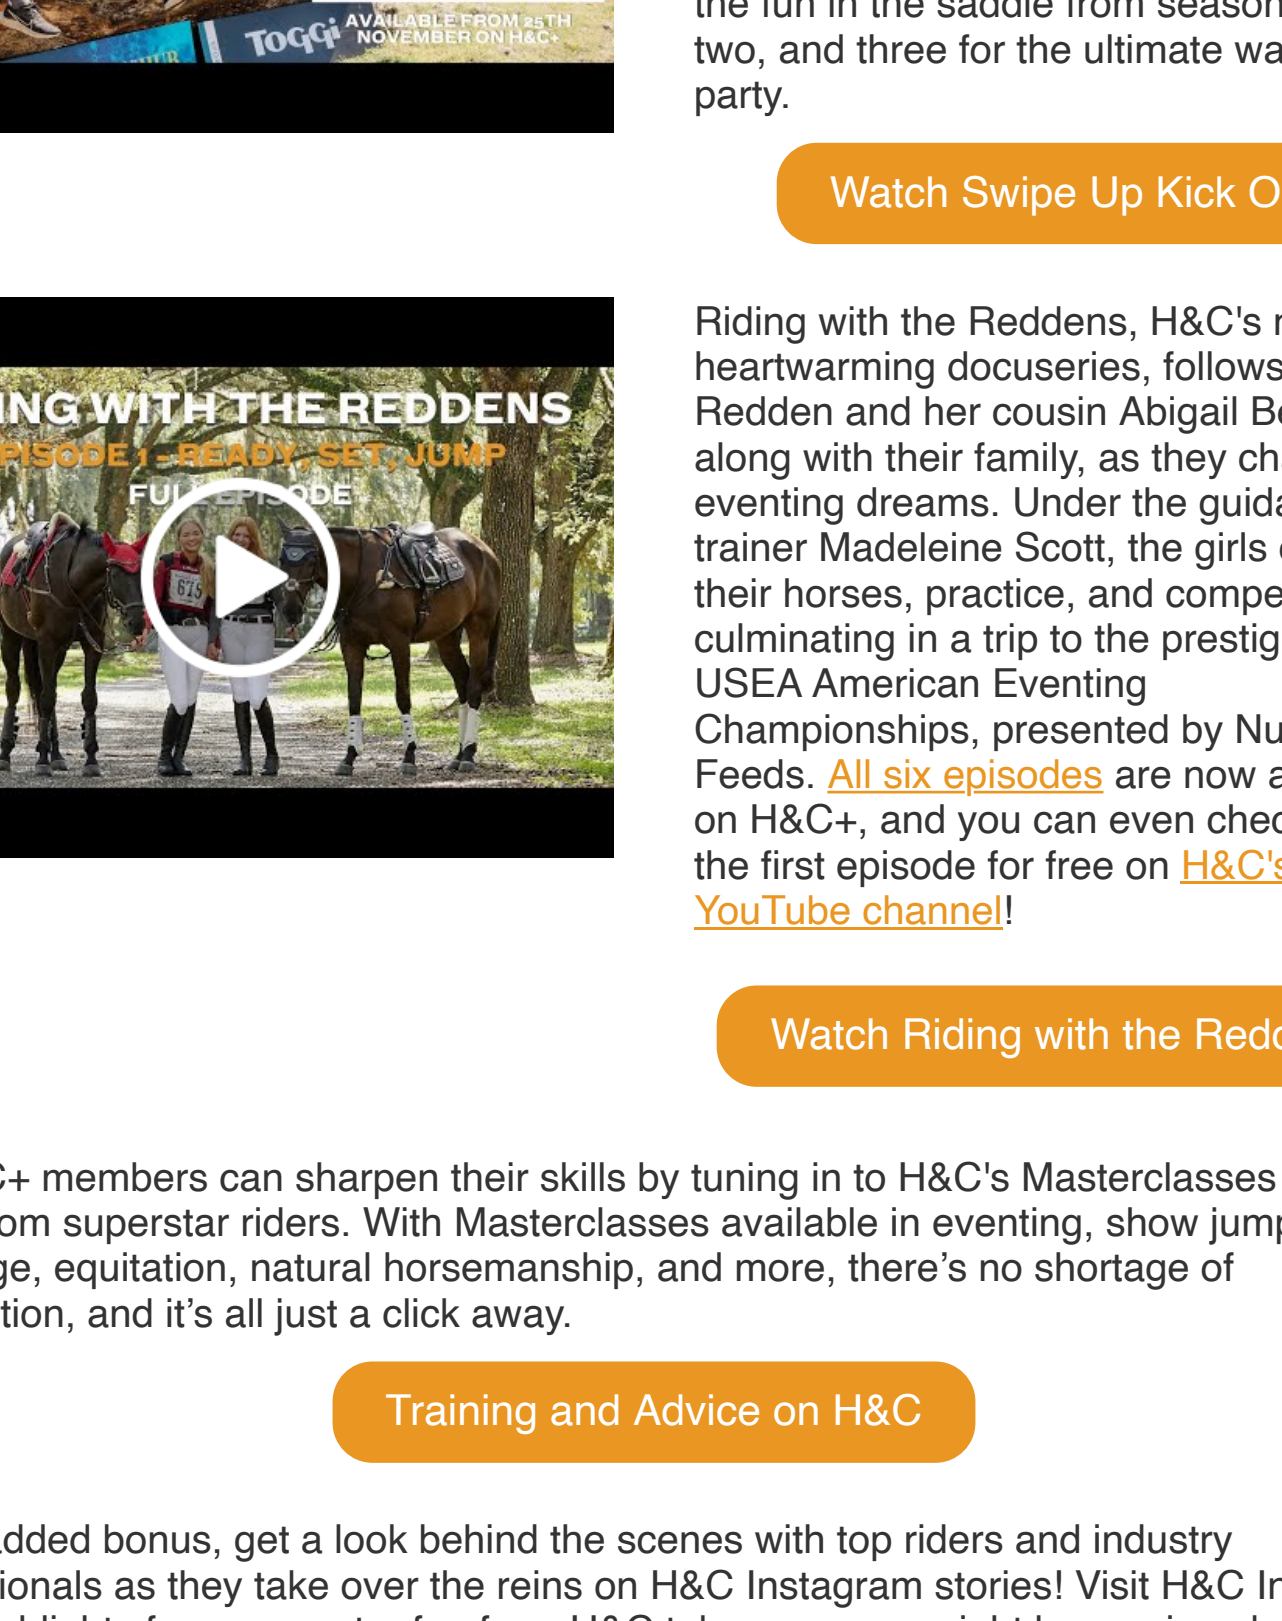 TOGGi
AVAILABLE FROM 25TH
NOVEMBER ON H&C+
the fun in the saddle from season
two, and three for the ultimate wa
party.
Watch Swipe Up Kick O
ING WITH THE REDDENS
PISODE 1 - READY, SET, JUMP
FULL EPISODE
675
Riding with the Reddens, H&C's n
heartwarming docuseries, follows
Redden and her cousin Abigail Bo
along with their family, as they cha
eventing dreams. Under the guida
trainer Madeleine Scott, the girls c
their horses, practice, and compe
culminating in a trip to the prestig
USEA American Eventing
Championships, presented by Nu
Feeds. All six episodes are now a
on H&C+, and you can even chec
the first episode for free on H&C's
YouTube channel!
Watch Riding with the Redd
C+ members can sharpen their skills by tuning in to H&C's Masterclasses
om superstar riders. With Masterclasses available in eventing, show jump
ge, equitation, natural horsemanship, and more, there’s no shortage of
tion, and it’s all just a click away.
Training and Advice on H&C
added bonus, get a look behind the scenes with top riders and industry
ionals as they take over the reins on H&C Instagram stories! Visit H&C In